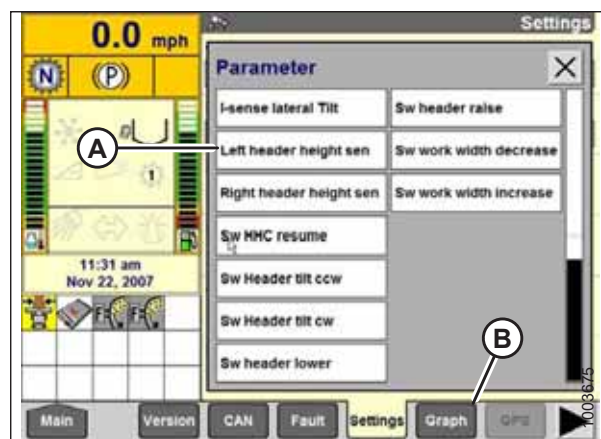 Settings
0.0 mph
N (P)
Parameter X
I-sense lateral Tilt
Sw header raise
A
Left header height sen
Sw work width decrease
1
Right header height sen
Sw work width increase
Sw HHC resume
11:31 am
Nov 22, 2007
Sw Header tilt ccw
Sw Header tilt cw
B
Sw header lower
Main
Version
CAN
Fault
Settings
Graph
GPS
1003675